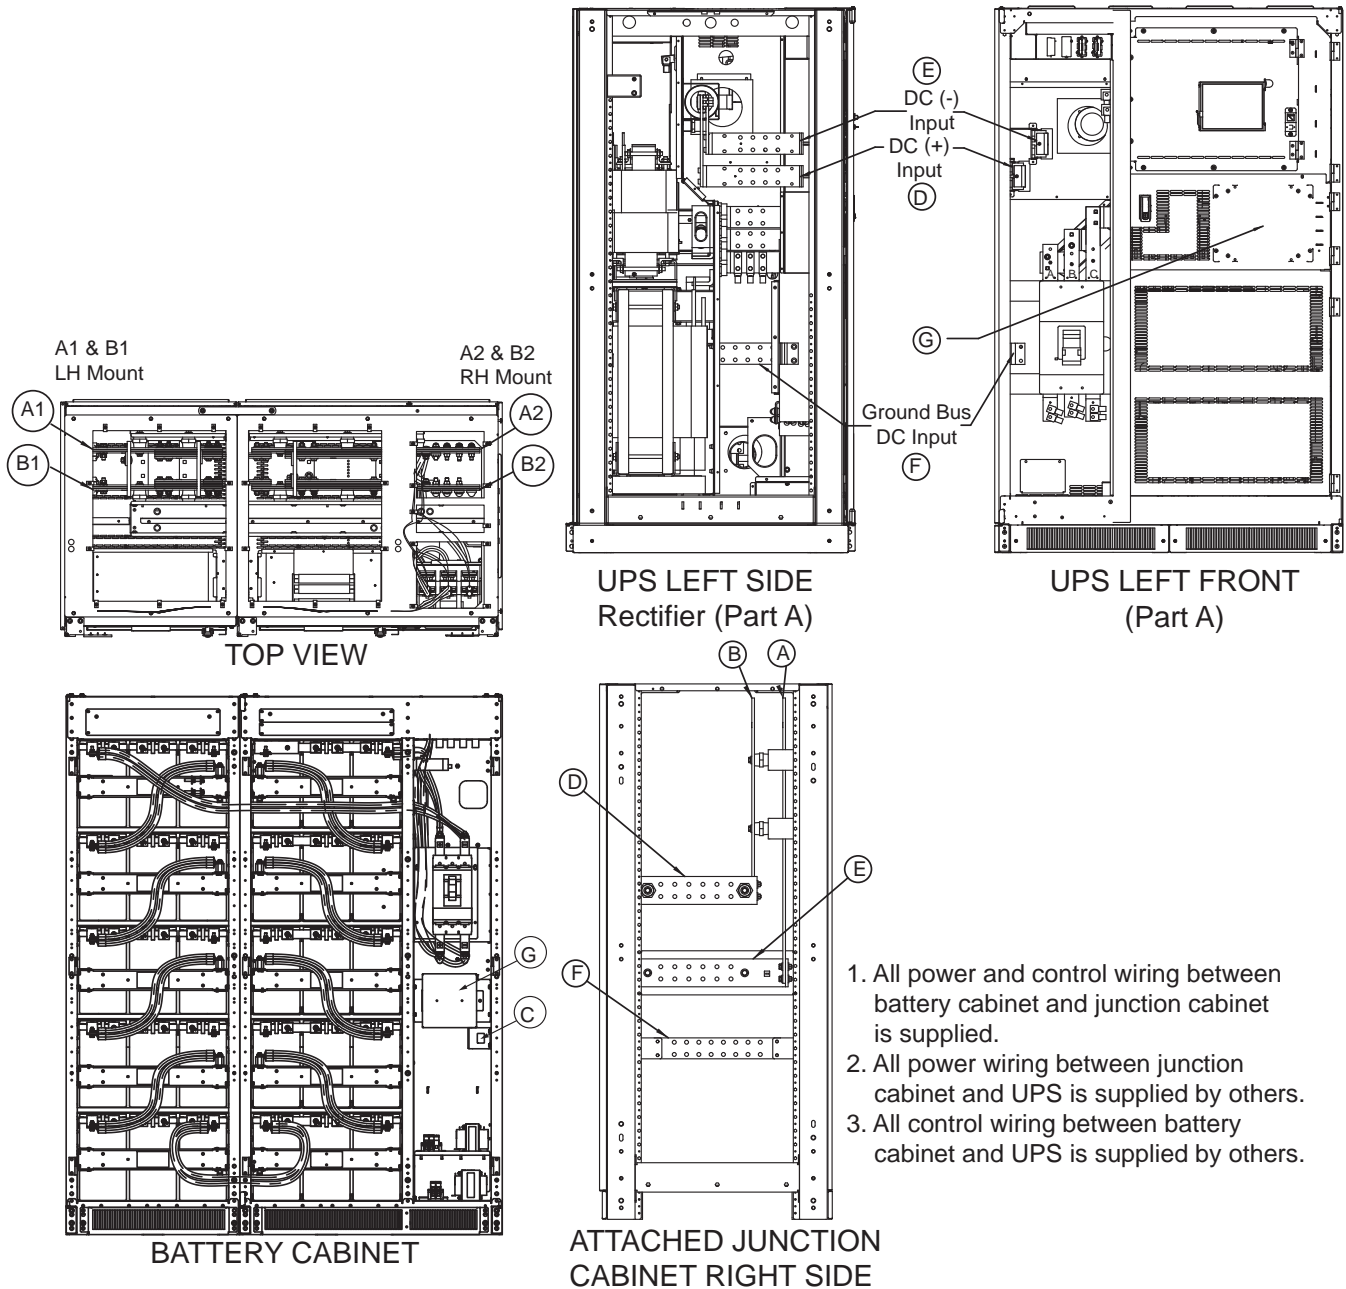 E
DC (-)
Input
DC (+)
Input
D
A B C
G
A1 & B1
LH Mount
A2 & B2
RH Mount
A1
A2
B1
B2
Ground Bus
DC Input
F
UPS LEFT SIDE
Rectifier (Part A)
UPS LEFT FRONT
(Part A)
TOP VIEW
B
A
D
E
G
F
C
1. All power and control wiring between
battery cabinet and junction cabinet
is supplied.
2. All power wiring between junction
cabinet and UPS is supplied by others.
3. All control wiring between battery
cabinet and UPS is supplied by others.
BATTERY CABINET
ATTACHED JUNCTION
CABINET RIGHT SIDE